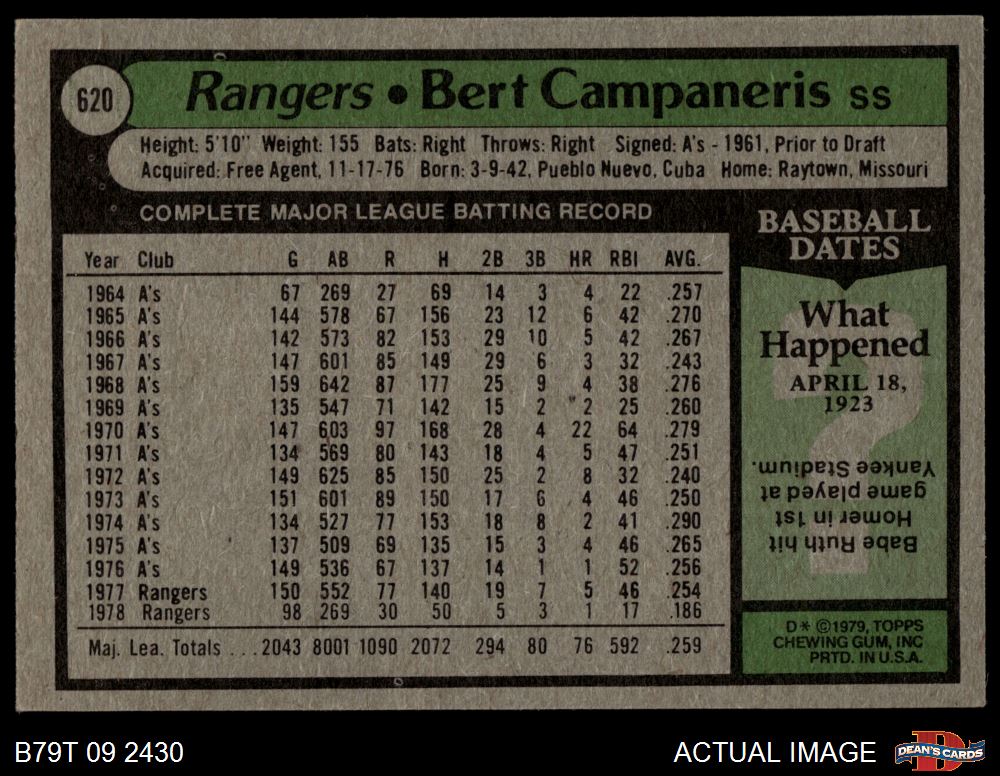 620
Rangers • Bert Campaneris SS
Height: 5'10" Weight: 155 Bats: Right Throws: Right Signed: A's - 1961, Prior to Draft
Acquired: Free Agent, 11-17-76 Born: 3-9-42, Pueblo Nuevo, Cuba Home: Raytown, Missouri
COMPLETE MAJOR LEAGUE BATTING RECORD
Year Club G AB R H 2B 3B HR RBI AVG.
1964 A's 67 269 27 69 14 3 4 22 .257
1965 A's 144 578 67 156 23 12 6 42 .270
1966 A's 142 573 82 153 29 10 5 42 .267
1967 A's 147 601 85 149 29 6 3 32 .243
1968 A's 159 642 87 177 25 9 4 38 .276
1969 A's 135 547 71 142 15 2 2 25 .260
1970 A's 147 603 97 168 28 4 22 64 .279
1971 A's 134 569 80 143 18 4 5 47 .251
1972 A's 149 625 85 150 25 2 8 32 .240
1973 A's 151 601 89 150 17 6 4 46 .250
1974 A's 134 527 77 153 18 8 2 41 .290
1975 A's 137 509 69 135 15 3 4 46 .265
1976 A's 149 536 67 137 14 1 1 52 .256
1977 Rangers 150 552 77 140 19 7 5 46 .254
1978 Rangers 98 269 30 50 5 3 1 17 .186
Maj. Lea. Totals ...2043 8001 1090 2072 294 80 76 592 .259
BASEBALL
DATES
What
Happened
APRIL 18,
1923
?
Babe Ruth hit
Homer in 1st
game played at
Yankee Stadium.
D* ©1979, TOPPS
CHEWING GUM, INC
PRTD. IN U.S.A.
B79T 09 2430
ACTUAL IMAGE
DEAN'S CARDS